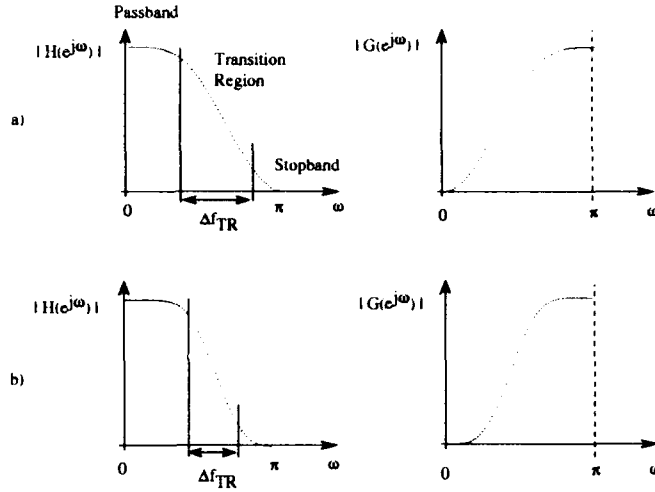 Passband
| H(e^jω) |
Transition
Region
Stopband
a)
0
π
ω
Δf_TR
| G(e^jω) |
0
π
ω
| H(e^jω) |
b)
0
π
ω
Δf_TR
| G(e^jω) |
0
π
ω